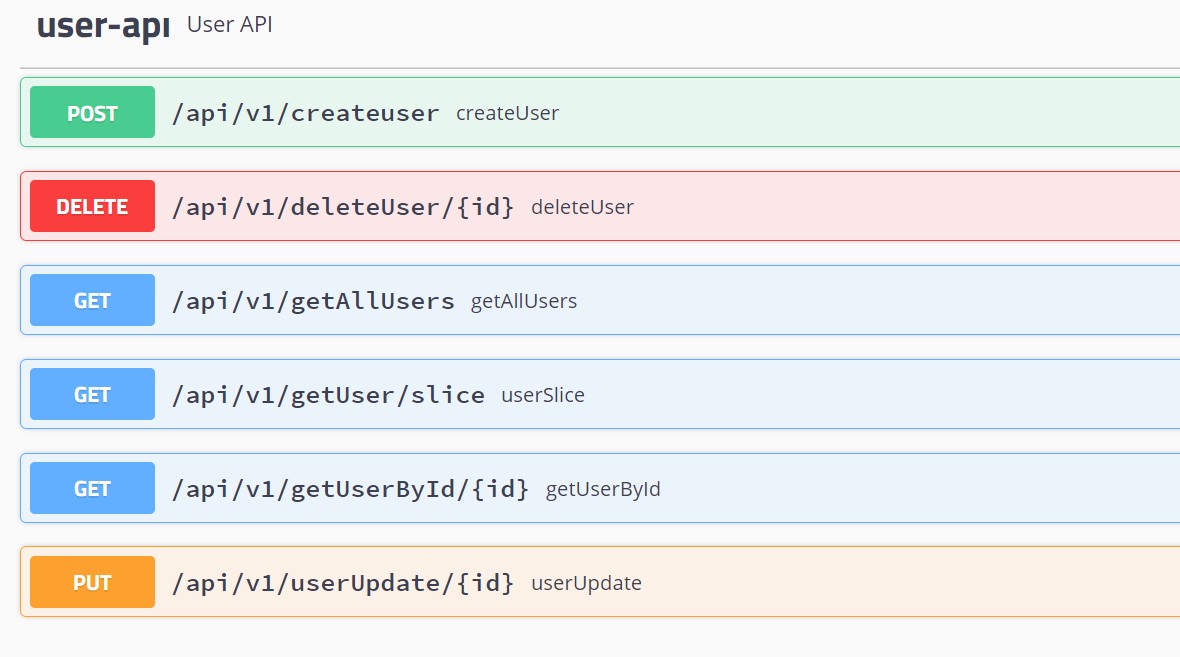 user-api User API
POST /api/v1/createuser createUser
DELETE /api/v1/deleteUser/{id} deleteUser
GET /api/v1/getAllUsers getAllUsers
GET /api/v1/getUser/slice userSlice
GET /api/v1/getUserById/{id} getUserById
PUT /api/v1/userUpdate/{id} userUpdate